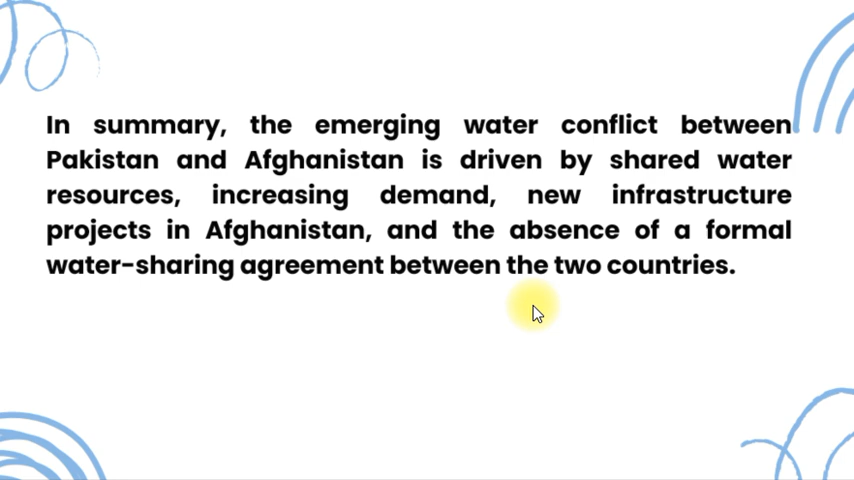 In summary, the emerging water conflict between
Pakistan and Afghanistan is driven by shared water
resources, increasing demand, new infrastructure
projects in Afghanistan, and the absence of a formal
water-sharing agreement between the two countries.